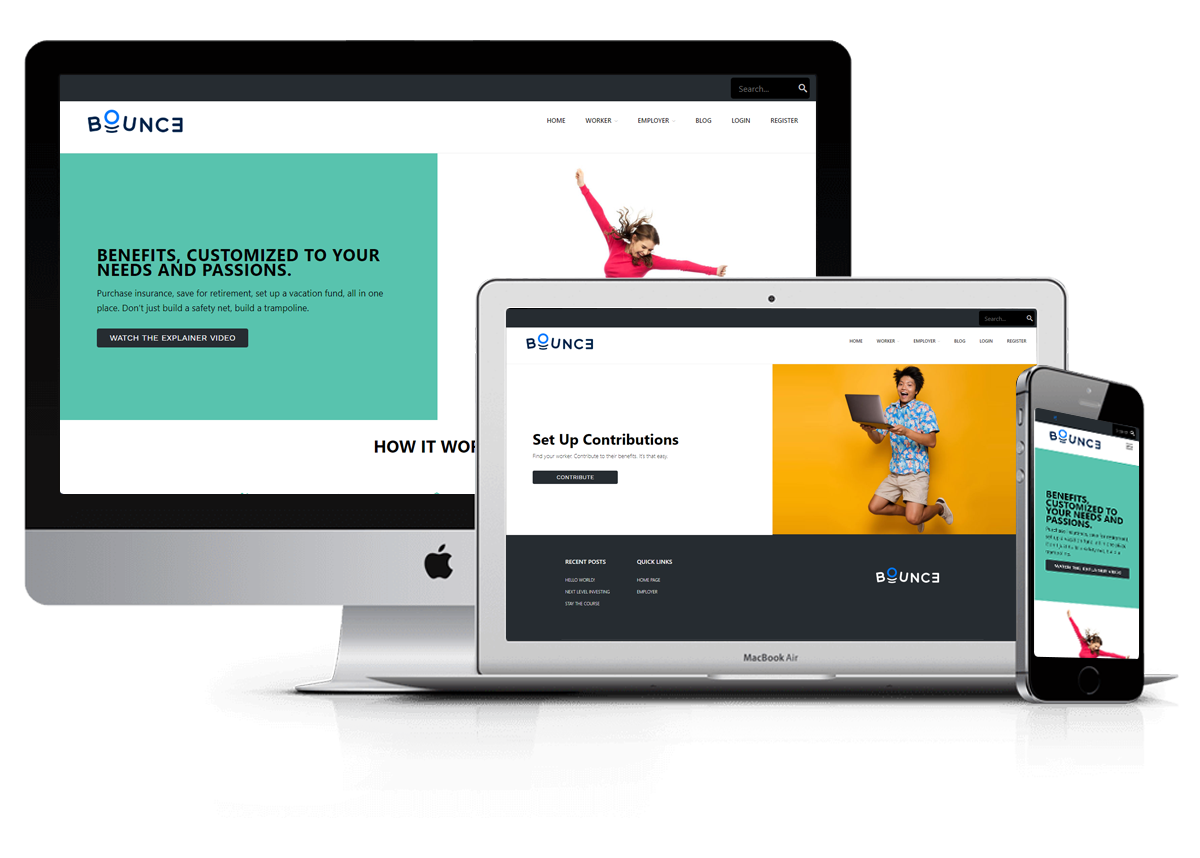 Search...
BOUNCE
HOME WORKER EMPLOYER BLOG LOGIN REGISTER
BENEFITS, CUSTOMIZED TO YOUR
NEEDS AND PASSIONS.
Purchase insurance, save for retirement, set up a vacation fund, all in one
place. Don't just build a safety net, build a trampoline.
WATCH THE EXPLAINER VIDEO
HOW IT WOR
Search...
BOUNCE
HOME WORKER EMPLOYER BLOG LOGIN REGISTER
Set Up Contributions
Find your worker. Contribute to their benefits. It's that easy.
CONTRIBUTE
RECENT POSTS
HELLO WORLD!
NEXT LEVEL INVESTING
STAY THE COURSE
QUICK LINKS
HOME PAGE
EMPLOYER
BOUNCE
MacBook Air
BOUNCE
BENEFITS,
CUSTOMIZED TO
YOUR NEEDS AND
PASSIONS.
WATCH THE EXPLAINER VIDEO